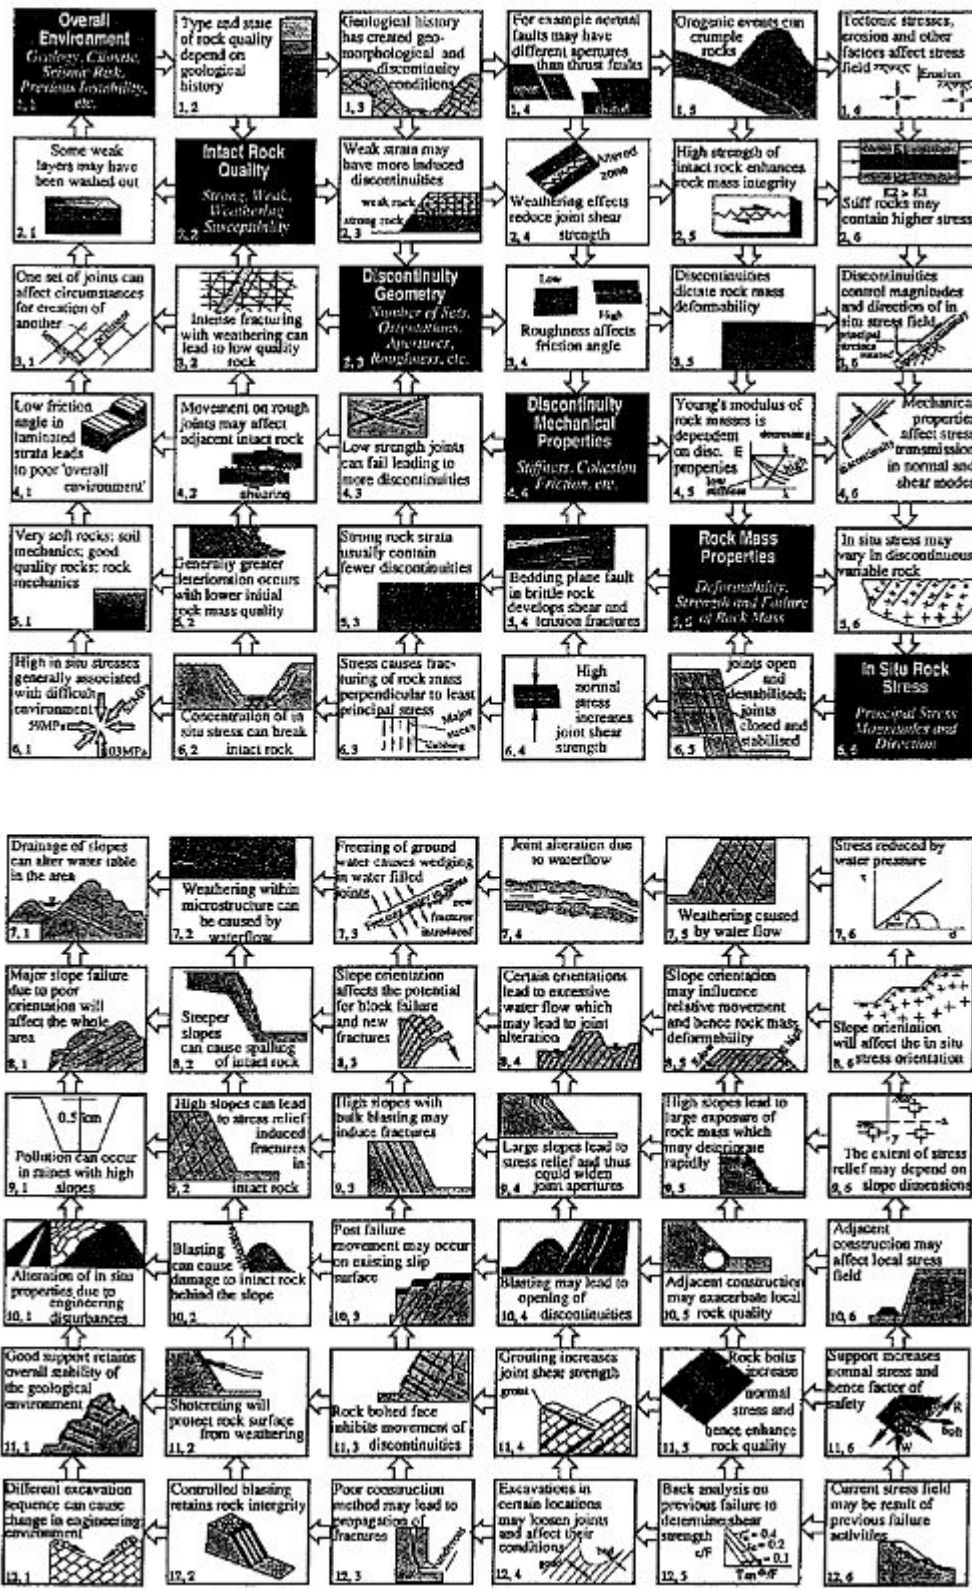 Overall
Environment
Geology, Climate,
Seismic Risk,
Previous Instability,
etc.
1, 1
Type and state
of rock quality
depend on
geological
history
1, 2
Geological history
has created geo-
morphological and
discontinuity
conditions
1, 3
For example normal
faults may have
different apertures
than thrust faults
open
closed
1, 4
Orogenic events can
crumple
rocks
1, 5
Tectonic stresses,
erosion and other
factors affect stress
field
Erosion
1, 6
Some weak
layers may have
been washed out
2, 1
Intact Rock
Quality
Strong, Weak,
Weathering
Susceptibility
2, 2
Weak strata may
have more induced
discontinuities
weak rock
strong rock
2, 3
Altered
zone
Weathering effects
reduce joint shear
strength
2, 4
High strength of
intact rock enhances
rock mass integrity
2, 5
E2 > E1
Stiff rocks may
contain higher stress
2, 6
One set of joints can
affect circumstances
for creation of
another
3, 1
Intense fracturing
with weathering can
lead to low quality
rock
3, 2
Discontinuity
Geometry
Number of Sets,
Orientations,
Apertures,
Roughness, etc.
3, 3
Low
High
Roughness affects
friction angle
3, 4
Discontinuities
dictate rock mass
deformability
3, 5
Discontinuities
control magnitudes
and direction of in
situ stress field
principal
stresses
rotated
3, 6
Low friction
angle in
laminated
strata leads
to poor 'overall
environment'
4, 1
Movement on rough
joints may affect
adjacent intact rock
shearing
4, 2
Low strength joints
can fail leading to
more discontinuities
4, 3
Discontinuity
Mechanical
Properties
Stiffness, Cohesion
Friction, etc.
4, 4
Young's modulus of
rock masses is
dependent
on disc.
properties
E
high
low
stiffness
4, 5
Mechanical
properties
affect stress
transmission
in normal and
shear modes
discontinuity
4, 6
Very soft rocks: soil
mechanics; good
quality rocks: rock
mechanics
5, 1
Generally greater
deterioration occurs
with lower initial
rock mass quality
5, 2
Strong rock strata
usually contain
fewer discontinuities
5, 3
Bedding plane fault
in brittle rock
develops shear and
tension fractures
5, 4
Rock Mass
Properties
Deformability,
Strength and Failure
of Rock Mass
5, 5
In situ stress may
vary in discontinuous
variable rock
5, 6
High in situ stresses
generally associated
with difficult
environment
59MPa
103MPa
6, 1
Concentration of in
situ stress can break
intact rock
6, 2
Stress causes frac-
turing of rock mass
perpendicular to least
principal stress
Major
stress
6, 3
High
normal
stress
increases
joint shear
strength
6, 4
joints open
and
destabilised;
joints
closed and
stabilised
6, 5
In Situ Rock
Stress
Principal Stress
Magnitudes and
Direction
Drainage of slopes
can alter water table
in the area
7, 1
Weathering within
microstructure can
be caused by
waterflow
7, 2
Freezing of ground
water causes wedging
in water filled
joints
new
fractures
introduced
7, 3
Joint alteration due
to waterflow
7, 4
Weathering caused
by water flow
7, 5
Stress reduced by
water pressure
7, 6
Major slope failure
due to poor
orientation will
affect the whole
area
8, 1
Steeper
slopes
can cause spalling
of intact rock
8, 2
Slope orientation
affects the potential
for block failure
and new
fractures
8, 3
Certain orientations
lead to excessive
water flow which
may lead to joint
alteration
8, 4
Slope orientation
may influence
relative movement
and hence rock mass
deformability
8, 5
Slope orientation
will affect the in situ
stress orientation
8, 6
0.5 km
Pollution can occur
in mines with high
slopes
9, 1
High slopes can lead
to stress relief
induced
fractures
in
intact rock
9, 2
High slopes with
bulk blasting may
induce fractures
9, 3
Large slopes lead to
stress relief and thus
could widen
joint apertures
9, 4
High slopes lead to
large exposure of
rock mass which
may deteriorate
rapidly
9, 5
The extent of stress
relief may depend on
slope dimensions
9, 6
Alteration of in situ
properties due to
engineering
disturbances
10, 1
Blasting
can cause
damage to intact rock
behind the slope
10, 2
Post failure
movement may occur
on existing slip
surface
10, 3
Blasting may lead to
opening of
discontinuities
10, 4
Adjacent construction
may exacerbate local
rock quality
10, 5
Adjacent
construction may
affect local stress
field
10, 6
Good support retains
overall stability of
the geological
environment
11, 1
Shotcreting will
protect rock surface
from weathering
11, 2
Rock bolted face
inhibits movement of
discontinuities
11, 3
Grouting increases
joint shear strength
grout
11, 4
Rock bolts
increase
normal
stress and
hence enhance
rock quality
11, 5
Support increases
normal stress and
hence factor of
safety
R
bolt
W
11, 6
Different excavation
sequence can cause
change in engineering
environment
12, 1
Controlled blasting
retains rock intergrity
12, 2
Poor construction
method may lead to
propagation of
fractures
12, 3
Excavations in
certain locations
may loosen joints
and affect their
conditions
good
bad
12, 4
Back analysis on
previous failure to
determine shear
strength
c/F
12, 5
Current stress field
may be result of
previous failure
activities
12, 6